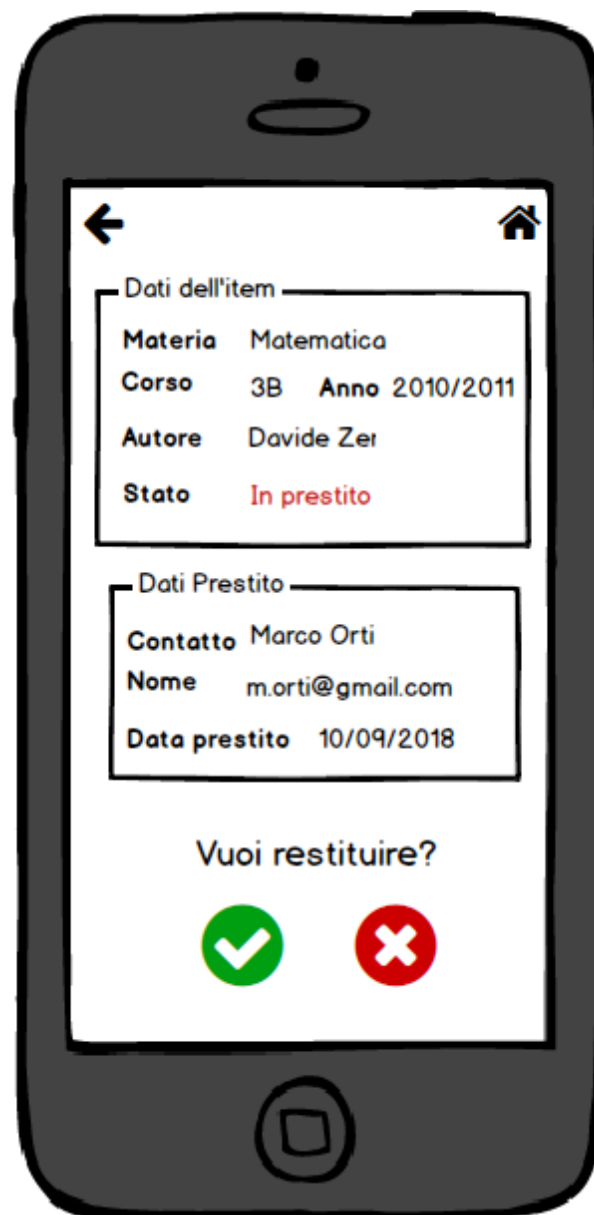 Dati dell'item
Materia Matematica
Corso 3B Anno 2010/2011
Autore Davide Zer
Stato In prestito
Dati Prestito
Contatto Marco Orti
Nome m.orti@gmail.com
Data prestito 10/09/2018
Vuoi restituire?